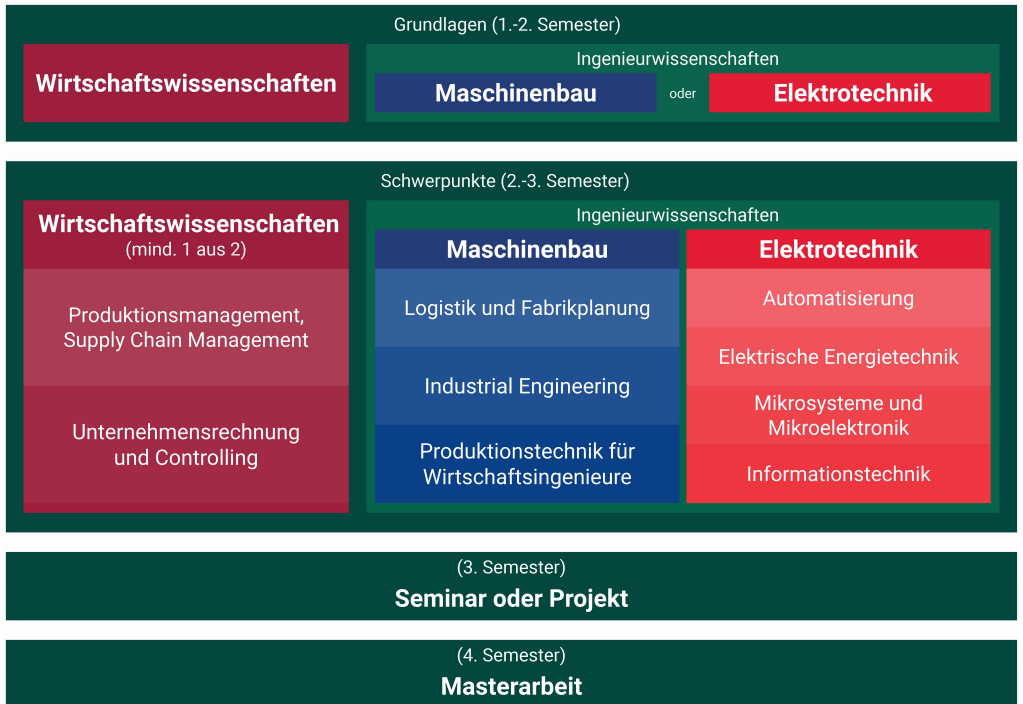 Grundlagen (1.-2. Semester)
Wirtschaftswissenschaften
Ingenieurwissenschaften
Maschinenbau
oder
Elektrotechnik
Schwerpunkte (2.-3. Semester)
Wirtschaftswissenschaften
(mind. 1 aus 2)
Produktionsmanagement,
Supply Chain Management
Unternehmensrechnung
und Controlling
Ingenieurwissenschaften
Maschinenbau
Logistik und Fabrikplanung
Industrial Engineering
Produktionstechnik für
Wirtschaftsingenieure
Elektrotechnik
Automatisierung
Elektrische Energietechnik
Mikrosysteme und
Mikroelektronik
Informationstechnik
(3. Semester)
Seminar oder Projekt
(4. Semester)
Masterarbeit